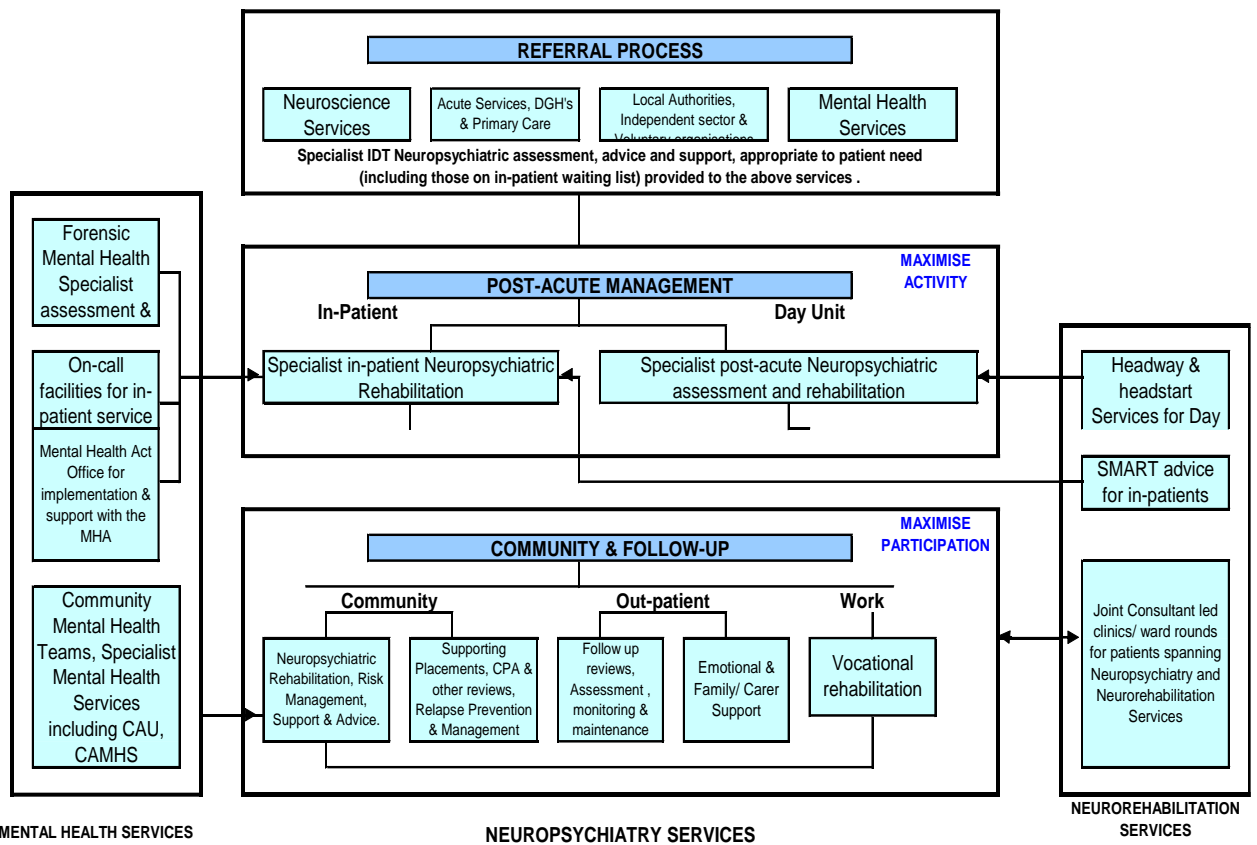 REFERRAL PROCESS
Neuroscience
Services
Acute Services, DGH's
& Primary Care
Local Authorities,
Independent sector &
Voluntary organisations
Mental Health
Services
Specialist IDT Neuropsychiatric assessment, advice and support, appropriate to patient need
(including those on in-patient waiting list) provided to the above services .
Forensic
Mental Health
Specialist
assessment &
On-call
facilities for in-
patient service
Mental Health Act
Office for
implementation &
support with the
MHA
Community
Mental Health
Teams, Specialist
Mental Health
Services
including CAU,
CAMHS
MENTAL HEALTH SERVICES
MAXIMISE
ACTIVITY
POST-ACUTE MANAGEMENT
In-Patient
Day Unit
Specialist in-patient Neuropsychiatric
Rehabilitation
Specialist post-acute Neuropsychiatric
assessment and rehabilitation
MAXIMISE
PARTICIPATION
COMMUNITY & FOLLOW-UP
Community
Out-patient
Work
Neuropsychiatric
Rehabilitation, Risk
Management,
Support & Advice.
Supporting
Placements, CPA &
other reviews,
Relapse Prevention
& Management
Follow up
reviews,
Assessment ,
monitoring &
maintenance
Emotional &
Family/ Carer
Support
Vocational
rehabilitation
NEUROPSYCHIATRY SERVICES
Headway &
headstart
Services for Day
SMART advice
for in-patients
Joint Consultant led
clinics/ ward rounds
for patients spanning
Neuropsychiatry and
Neurorehabilitation
Services
NEUROREHABILITATION
SERVICES